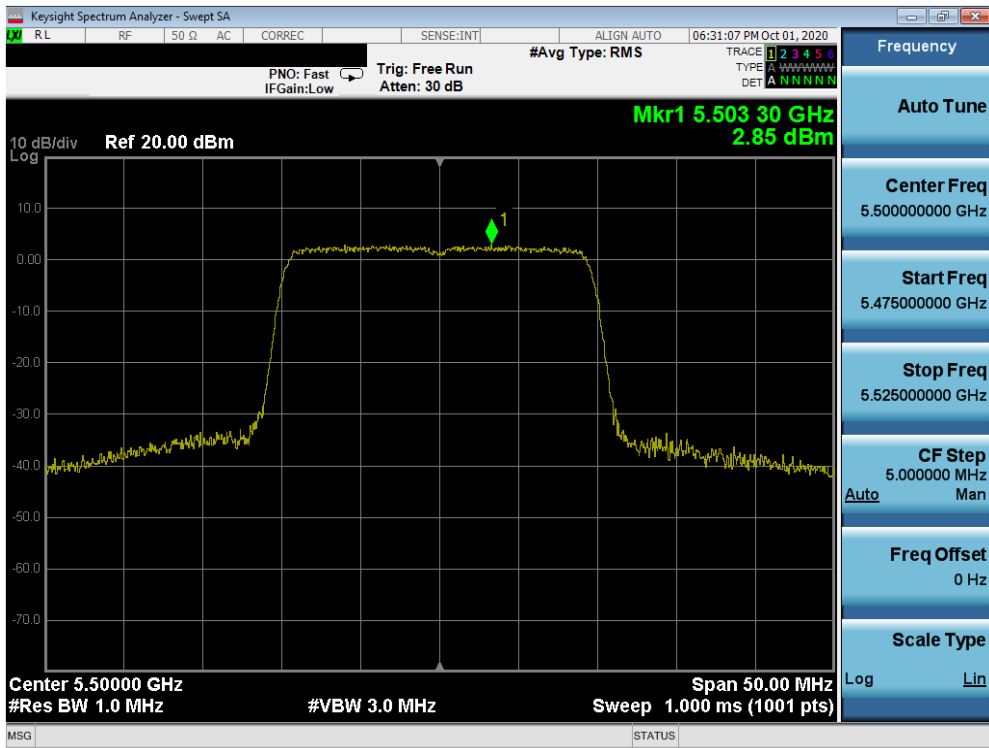 Keysight Spectrum Analyzer - Swept SA
LXI RL RF 50 Ω AC CORREC SENSE:INT ALIGN AUTO 06:31:07 PM Oct 01, 2020
#Avg Type: RMS
TRACE 1 2 3 4 5 6
TYPE A WWWWW
DET A N N N N N
PNO: Fast Trig: Free Run
IFGain:Low Atten: 30 dB
Mkr1 5.503 30 GHz
2.85 dBm
10 dB/div Ref 20.00 dBm
Log
10.0
0.00
-10.0
-20.0
-30.0
-40.0
-50.0
-60.0
-70.0
1
Center 5.50000 GHz Span 50.00 MHz
#Res BW 1.0 MHz #VBW 3.0 MHz Sweep 1.000 ms (1001 pts)
MSG STATUS
Frequency
Auto Tune
Center Freq
5.500000000 GHz
Start Freq
5.475000000 GHz
Stop Freq
5.525000000 GHz
CF Step
5.000000 MHz
Auto Man
Freq Offset
0 Hz
Scale Type
Log Lin